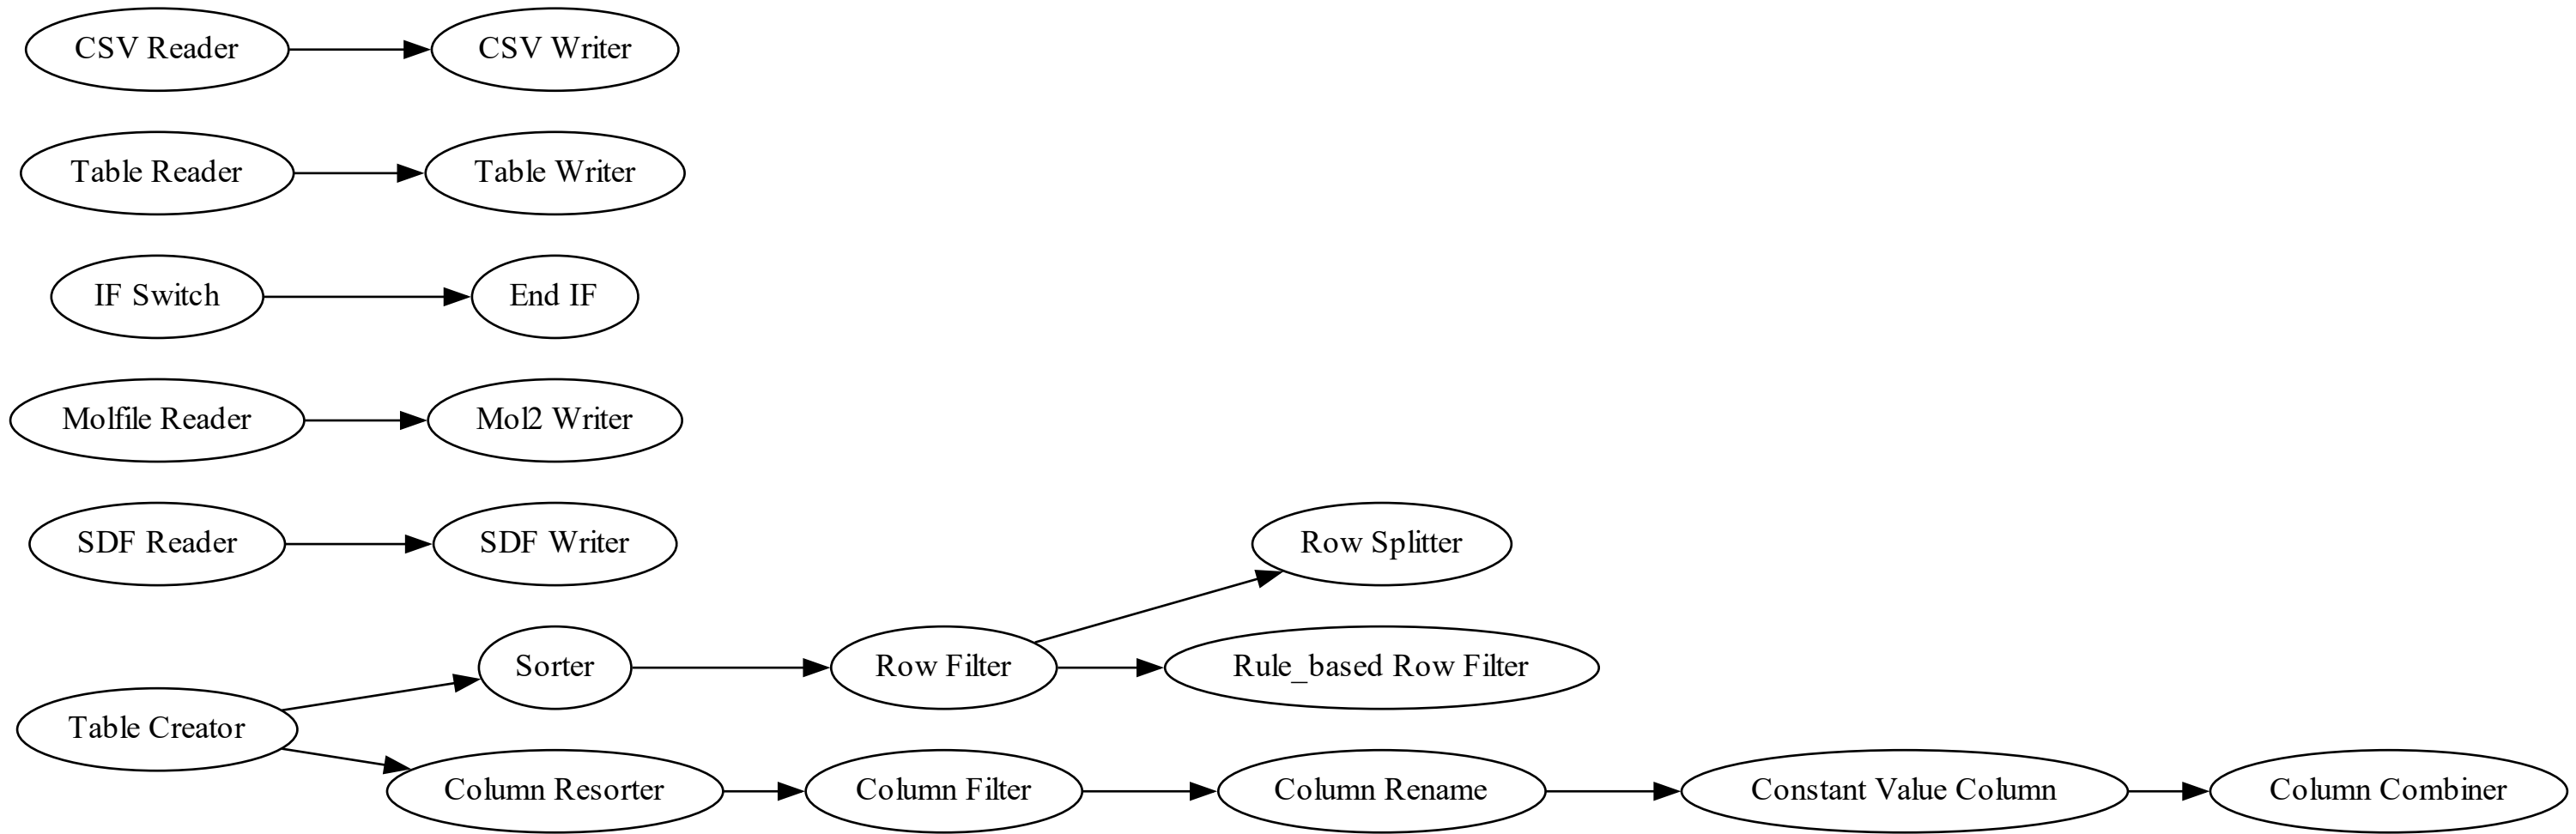 CSV Reader
CSV Writer
Table Reader
Table Writer
IF Switch
End IF
Molfile Reader
Mol2 Writer
SDF Reader
SDF Writer
Row Splitter
Sorter
Row Filter
Rule_based Row Filter
Table Creator
Column Resorter
Column Filter
Column Rename
Constant Value Column
Column Combiner